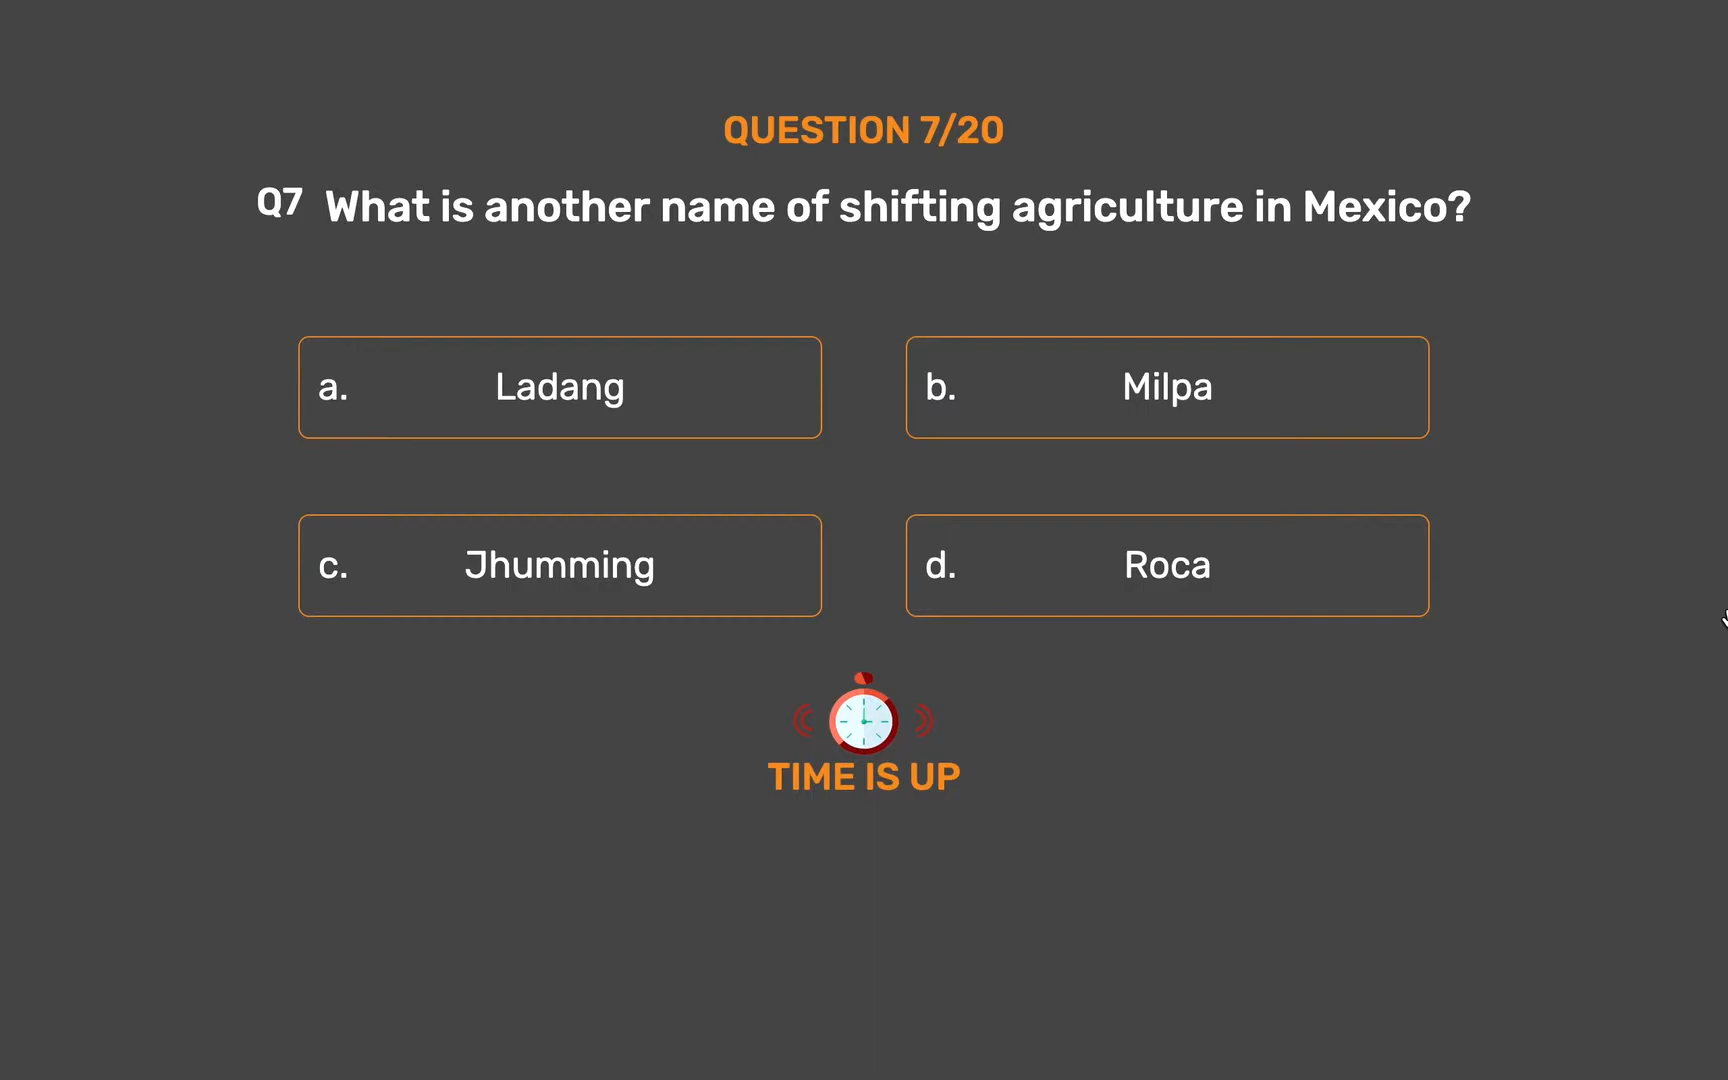 QUESTION 7/20
Q7 What is another name of shifting agriculture in Mexico?
a. Ladang
b. Milpa
c. Jhumming
d. Roca
TIME IS UP